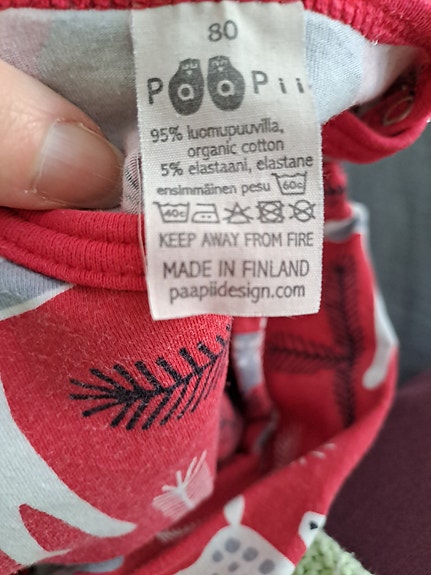 80
PaaPii
95% luomupuuvilla,
organic cotton
5% elastaani, elastane
ensimmäinen pesu 60c
40c
KEEP AWAY FROM FIRE
MADE IN FINLAND
paapiidesign.com